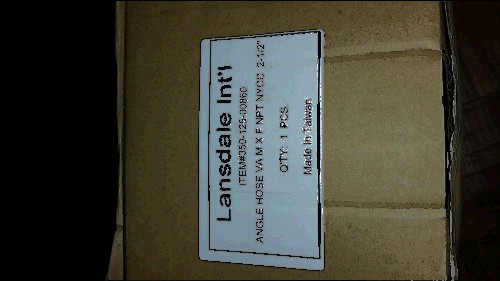 Lansdale Int'l
ITEM#350-125-00860
ANGLE HOSE VA M X F NPT NYCC 2-1/2"
Q'TY: 1 PCS.
Made In Taiwan